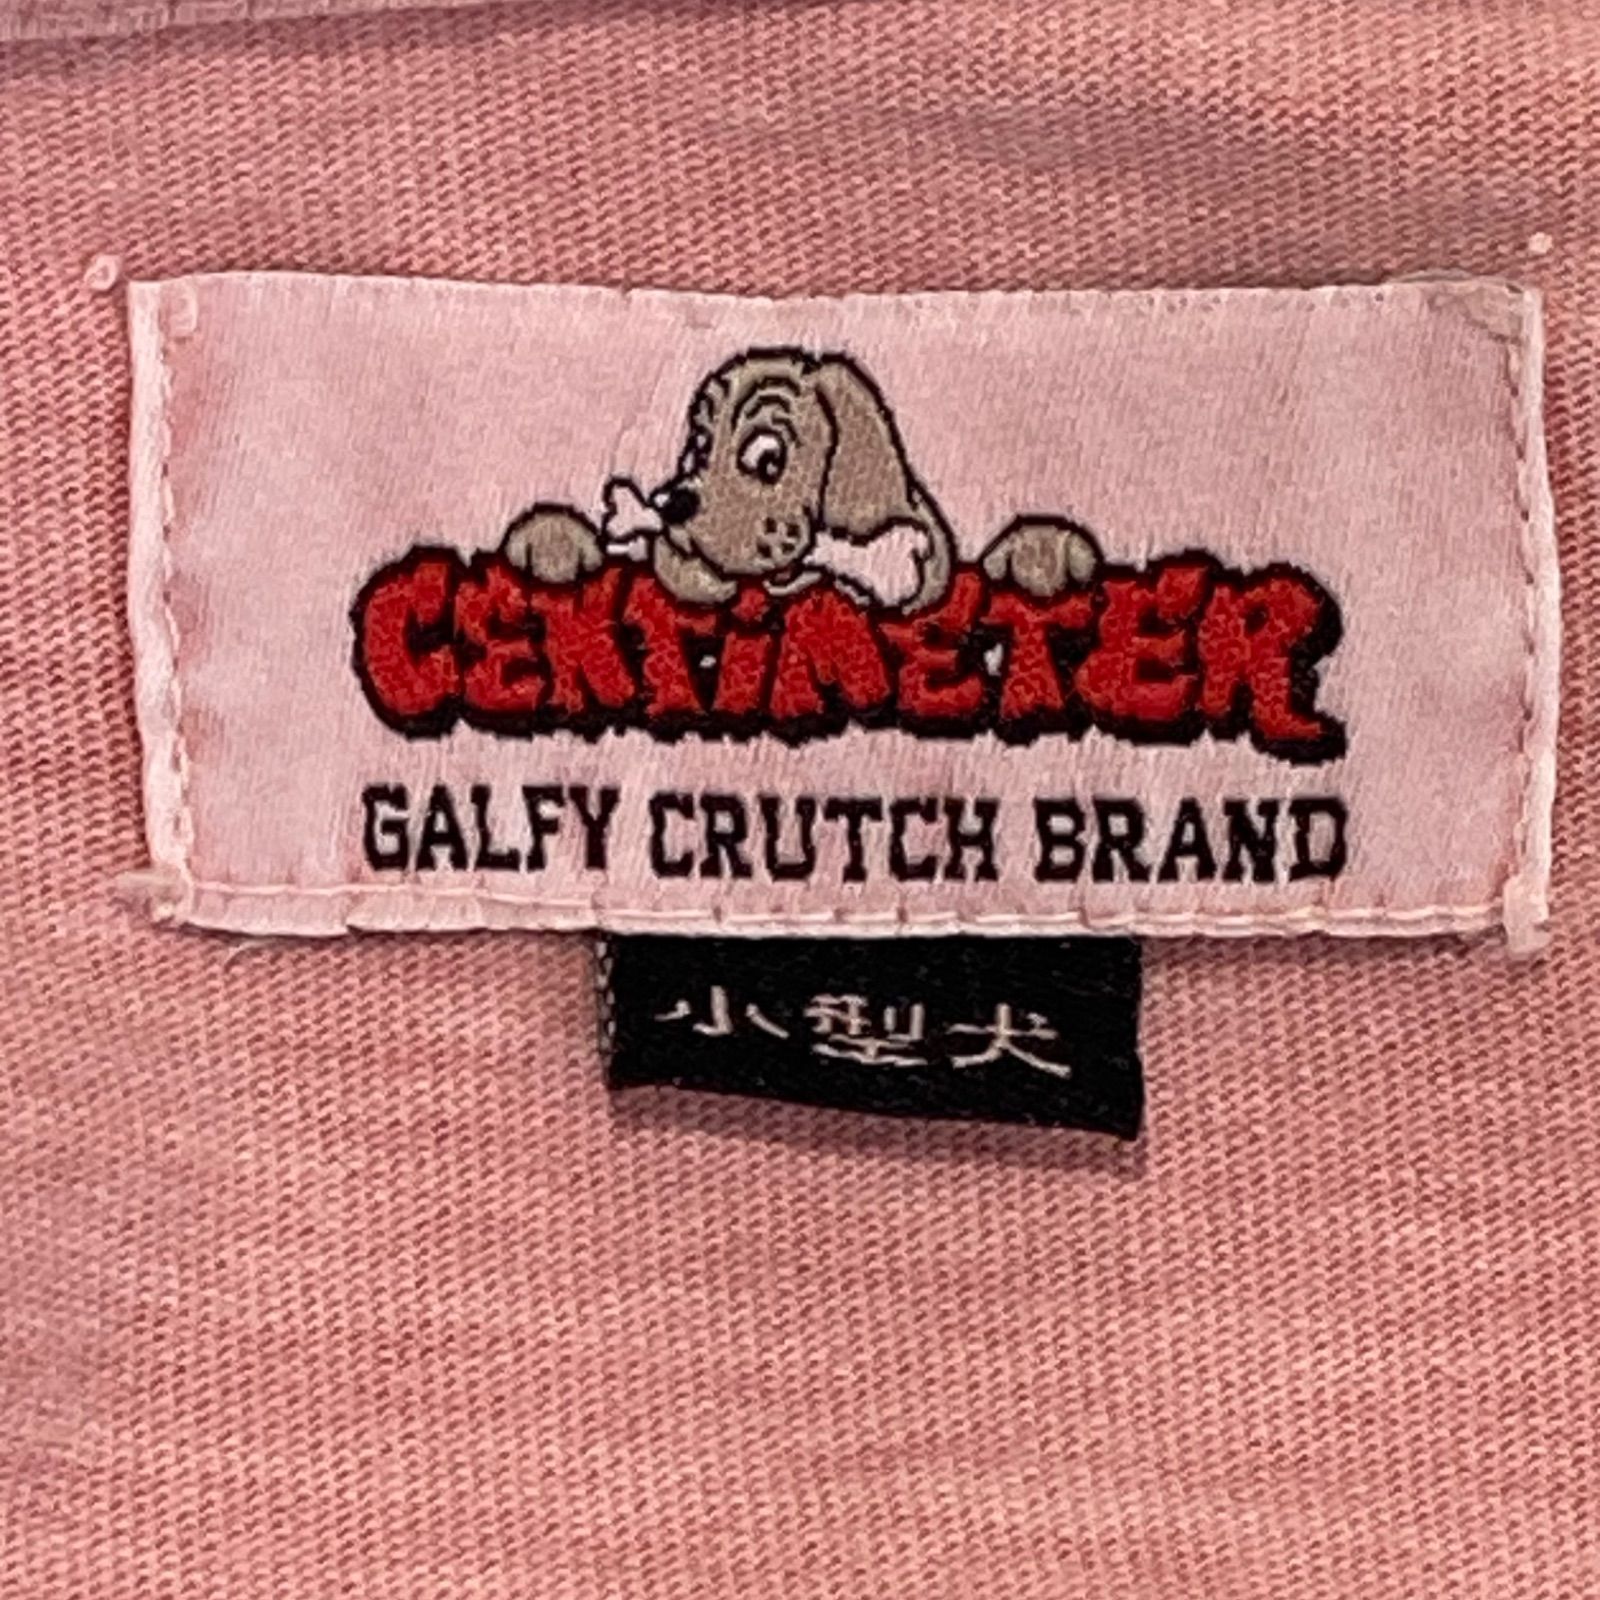 CENTIMETER
GALFY CRUTCH BRAND
小型犬